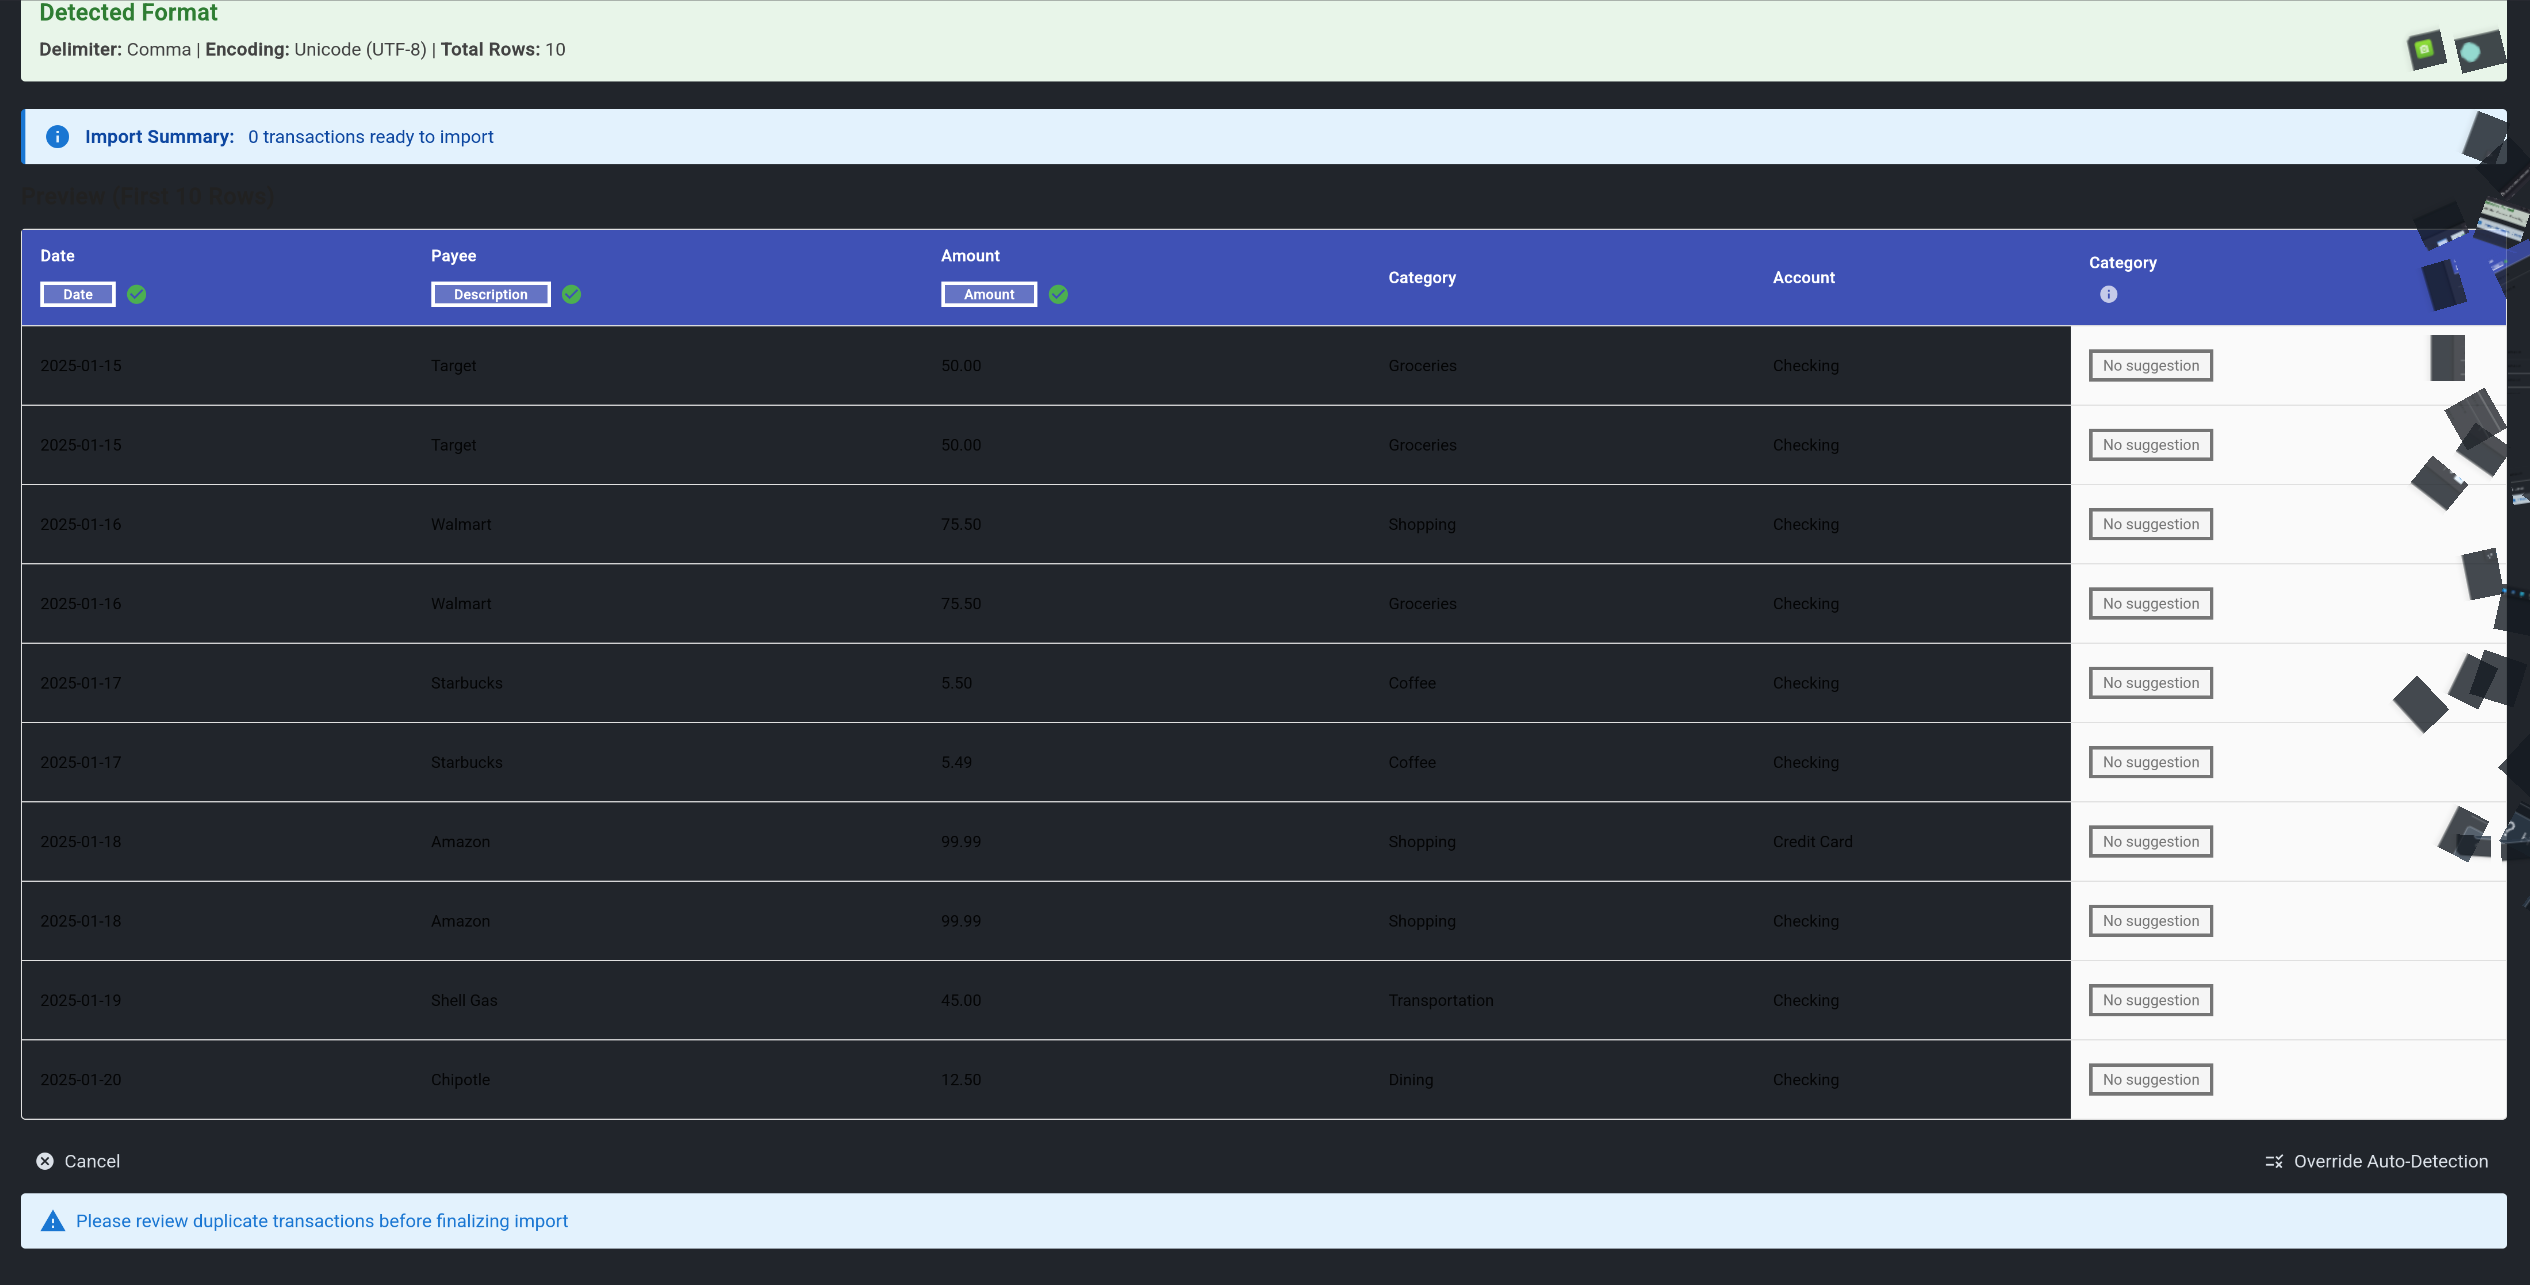 Detected Format
Delimiter: Comma | Encoding: Unicode (UTF-8) | Total Rows: 10
Import Summary: 0 transactions ready to import
Preview (First 10 Rows)
Date Payee Amount Category Account Category
Date Description Amount
2025-01-15 Target 50.00 Groceries Checking No suggestion
2025-01-15 Target 50.00 Groceries Checking No suggestion
2025-01-16 Walmart 75.50 Shopping Checking No suggestion
2025-01-16 Walmart 75.50 Groceries Checking No suggestion
2025-01-17 Starbucks 5.50 Coffee Checking No suggestion
2025-01-17 Starbucks 5.49 Coffee Checking No suggestion
2025-01-18 Amazon 99.99 Shopping Credit Card No suggestion
2025-01-18 Amazon 99.99 Shopping Checking No suggestion
2025-01-19 Shell Gas 45.00 Transportation Checking No suggestion
2025-01-20 Chipotle 12.50 Dining Checking No suggestion
Cancel Override Auto-Detection
Please review duplicate transactions before finalizing import